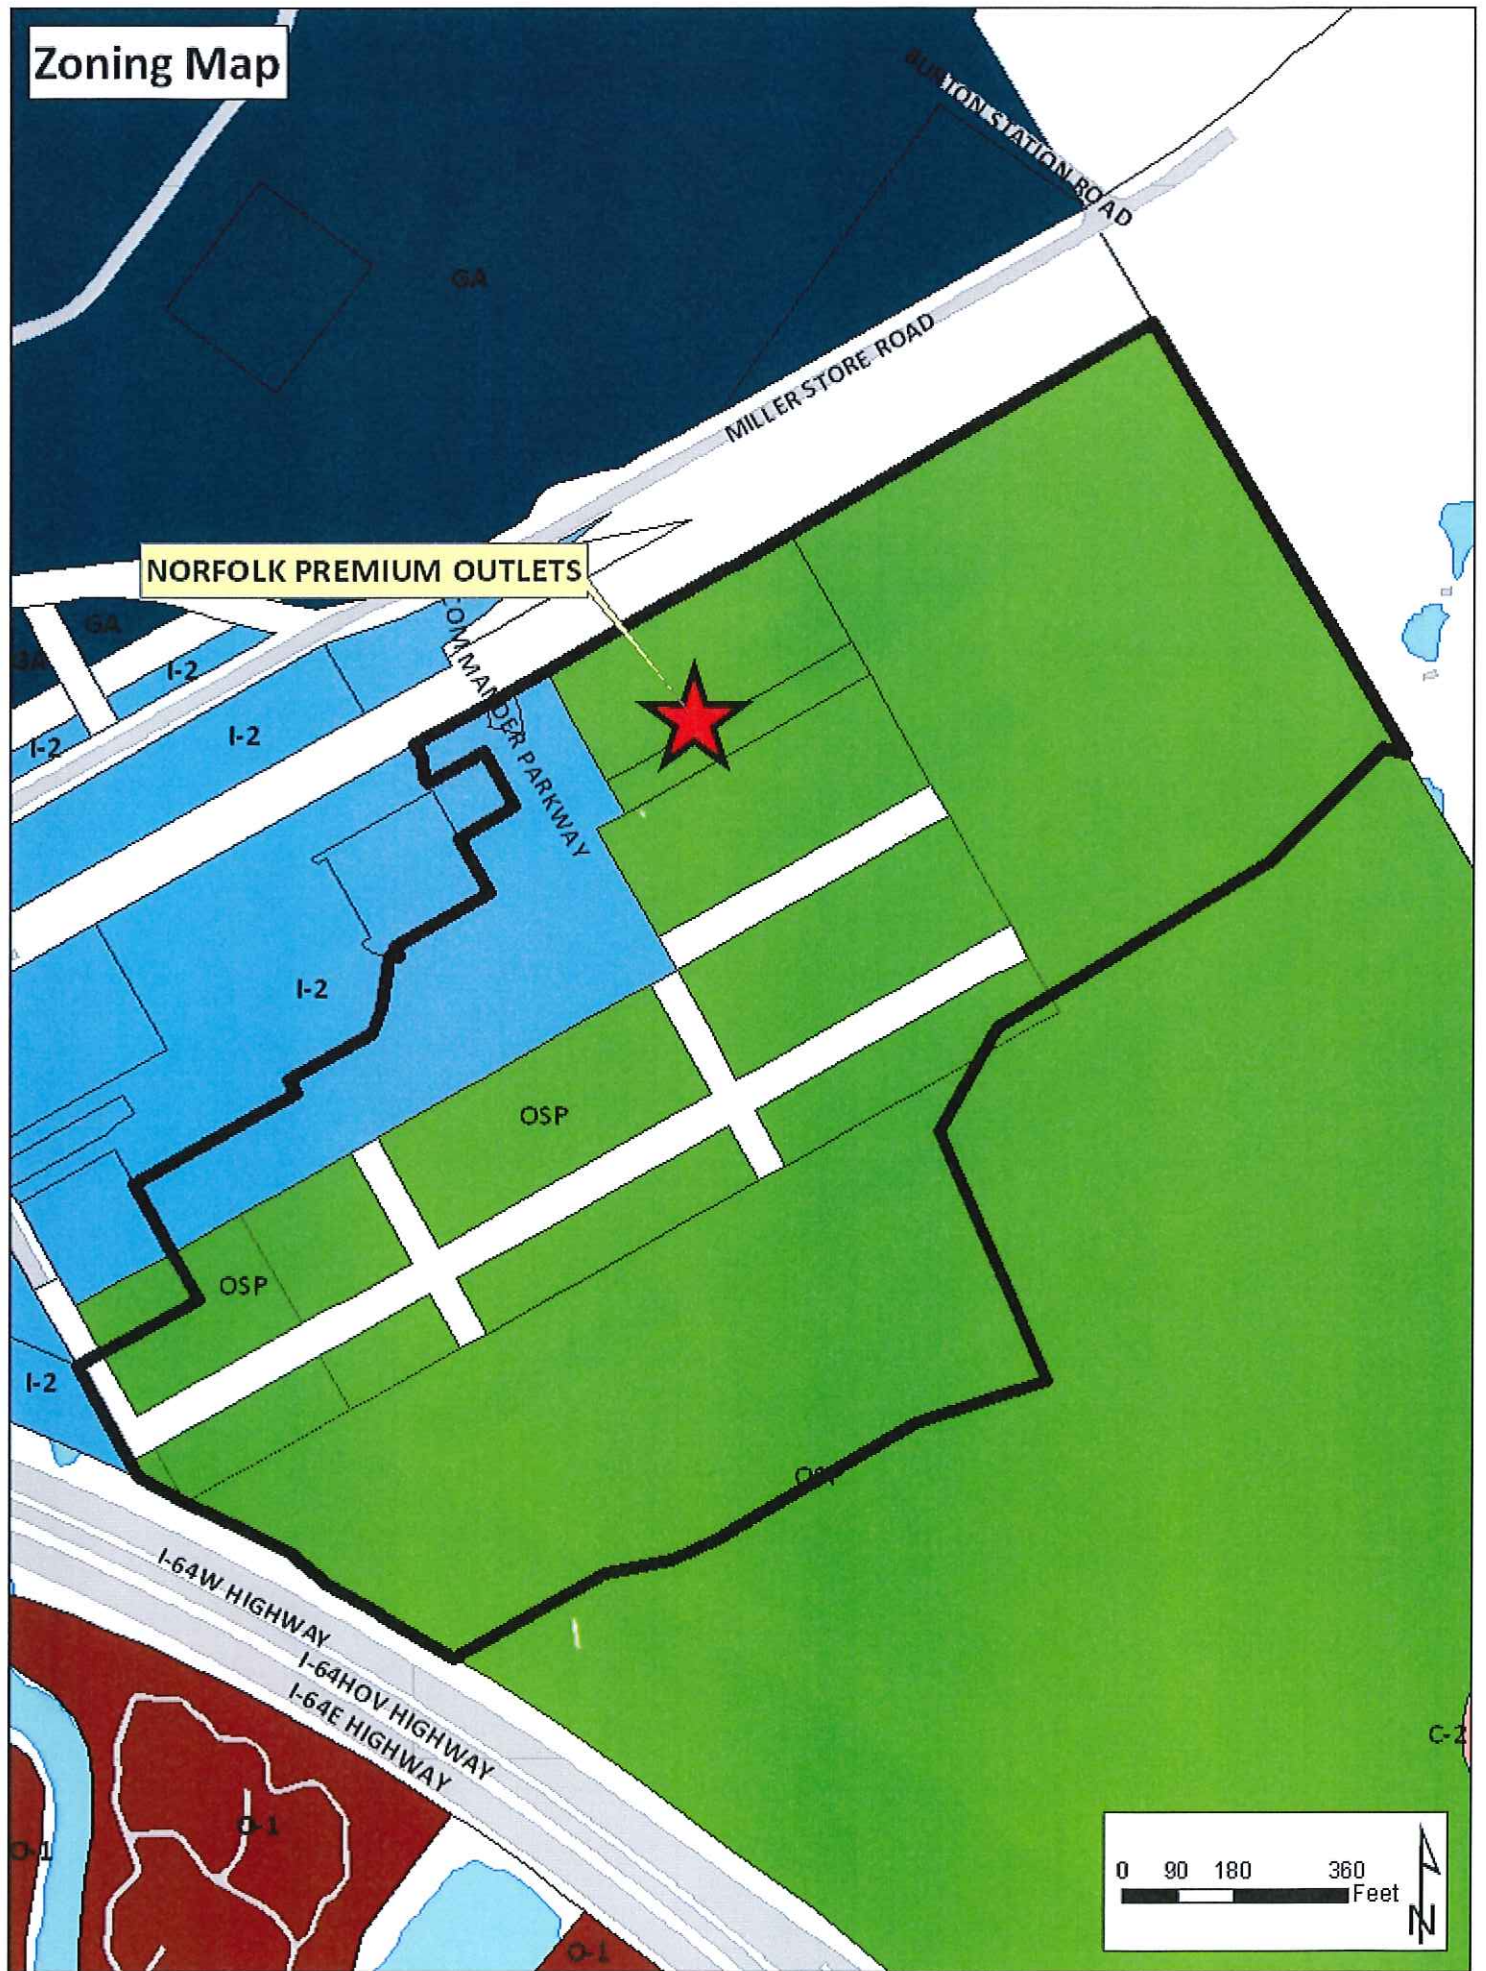 Zoning Map
BURTON STATION ROAD
GA
MILLER STORE ROAD
NORFOLK PREMIUM OUTLETS
GA
I-2
I-2
I-2
PARKWAY
I-2
OSP
OSP
I-2
OSP
I-64W HIGHWAY
I-64HOV HIGHWAY
I-64E HIGHWAY
C-2
O-1
O-1
O-1
0 90 180 360
Feet
N